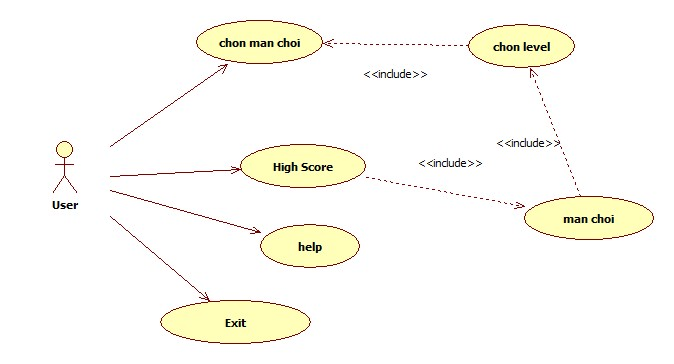 chon man choi
chon level
<<include>>
<<include>>
High Score
<<include>>
User
man choi
help
Exit